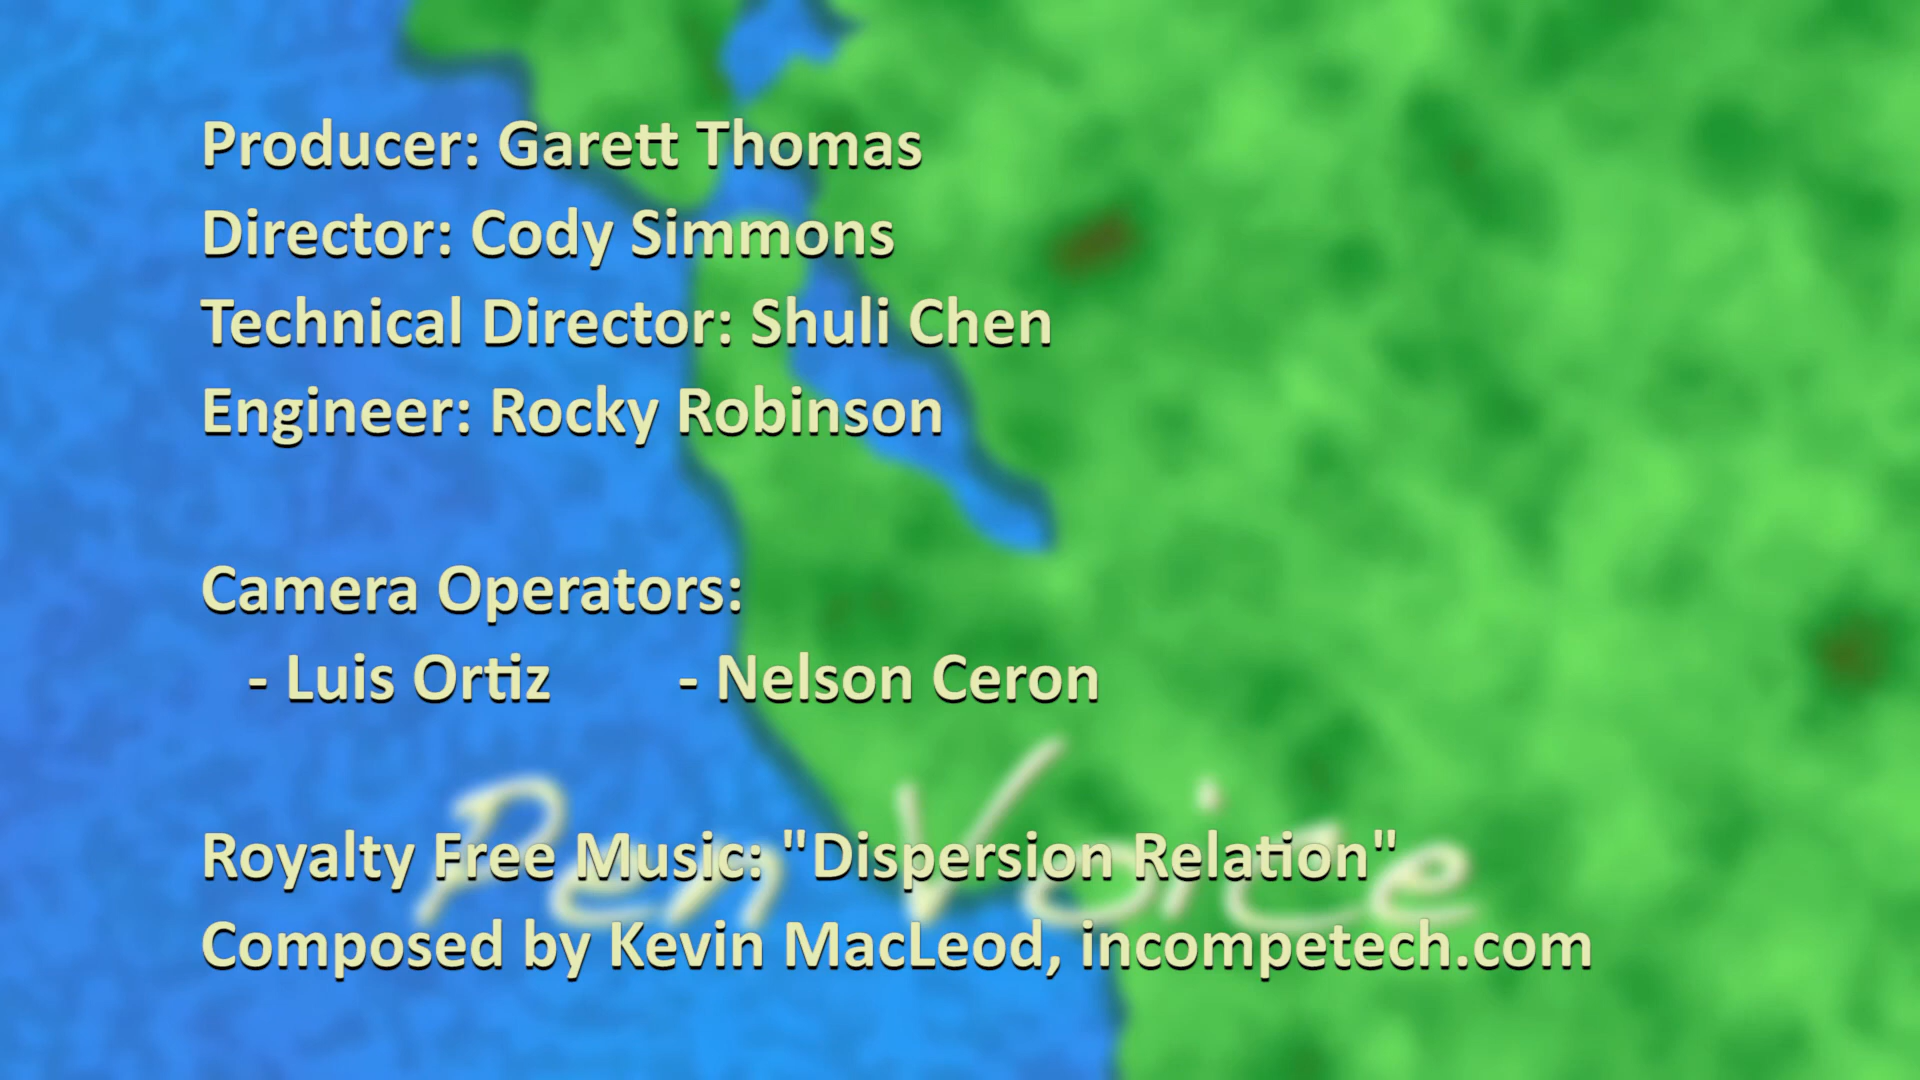 Producer: Garett Thomas
Director: Cody Simmons
Technical Director: Shuli Chen
Engineer: Rocky Robinson
Camera Operators:
- Luis Ortiz - Nelson Ceron
Pen Voice
Royalty Free Music: "Dispersion Relation"
Composed by Kevin MacLeod, incompetech.com